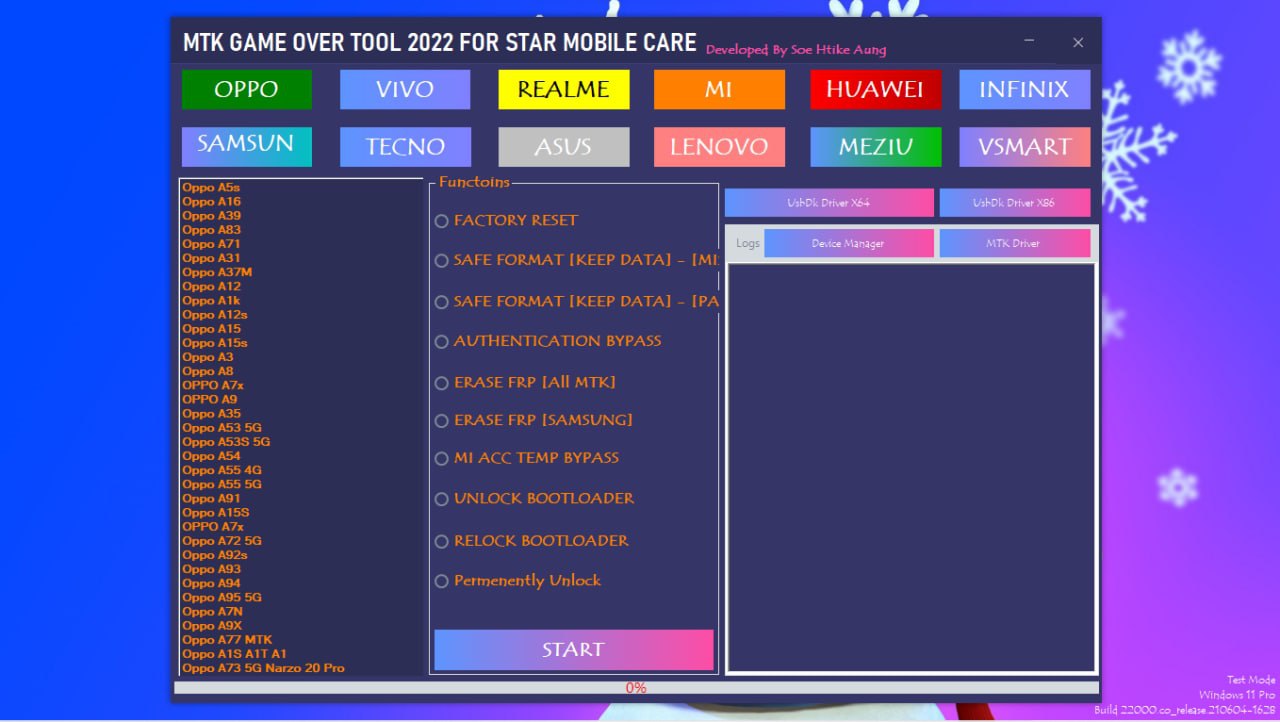 MTK GAME OVER TOOL 2022 FOR STAR MOBILE CARE
Developed By Soe Htike Aung
OPPO
VIVO
REALME
MI
HUAWEI
INFINIX
SAMSUN
TECNO
ASUS
LENOVO
MEZIU
VSMART
Oppo A5s
Oppo A16
Oppo A39
Oppo A83
Oppo A71
Oppo A31
Oppo A37M
Oppo A12
Oppo A1k
Oppo A12s
Oppo A15
Oppo A15s
Oppo A3
Oppo A8
OPPO A7x
OPPO A9
Oppo A35
Oppo A53 5G
Oppo A53S 5G
Oppo A54
Oppo A55 4G
Oppo A55 5G
Oppo A91
Oppo A15S
OPPO A7x
Oppo A72 5G
Oppo A92s
Oppo A93
Oppo A94
Oppo A95 5G
Oppo A7N
Oppo A9X
Oppo A77 MTK
Oppo A1S A1T A1
Oppo A73 5G Narzo 20 Pro
Functoins
FACTORY RESET
SAFE FORMAT [KEEP DATA] - [MI
SAFE FORMAT [KEEP DATA] - [PA
AUTHENTICATION BYPASS
ERASE FRP [All MTK]
ERASE FRP [SAMSUNG]
MI ACC TEMP BYPASS
UNLOCK BOOTLOADER
RELOCK BOOTLOADER
Permenently Unlock
START
UsbDk Driver X64
UsbDk Driver X86
Logs
Device Manager
MTK Driver
0%
Test Mode
Windows 11 Pro
Build 22000.co_release.210604-1628